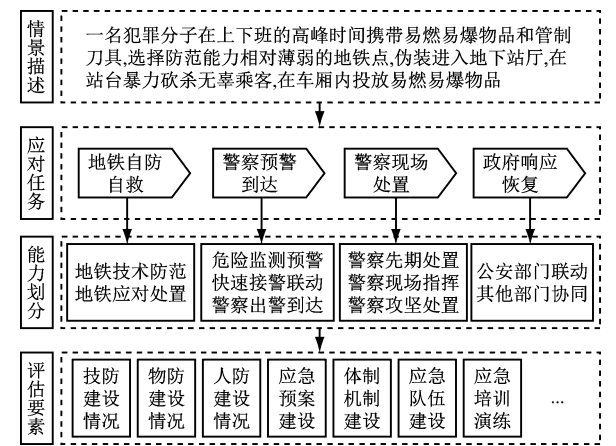 情景描述
一名犯罪分子在上下班的高峰时间携带易燃易爆物品和管制
刀具,选择防范能力相对薄弱的地铁点,伪装进入地下站厅,在
站台暴力砍杀无辜乘客,在车厢内投放易燃易爆物品
应对任务
地铁自防
自救
警察预警
到达
警察现场
处置
政府响应
恢复
能力划分
地铁技术防范
地铁应对处置
危险监测预警
快速接警联动
警察出警到达
警察先期处置
警察现场指挥
警察攻坚处置
公安部门联动
其他部门协同
评估要素
技防
建设
情况
物防
建设
情况
人防
建设
情况
应急
预案
建设
体制
机制
建设
应急
队伍
建设
应急
培训
演练
...